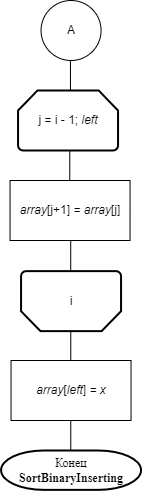 A
j = i - 1; left
array[j+1] = array[j]
i
array[left] = x
Конец
SortBinaryInserting